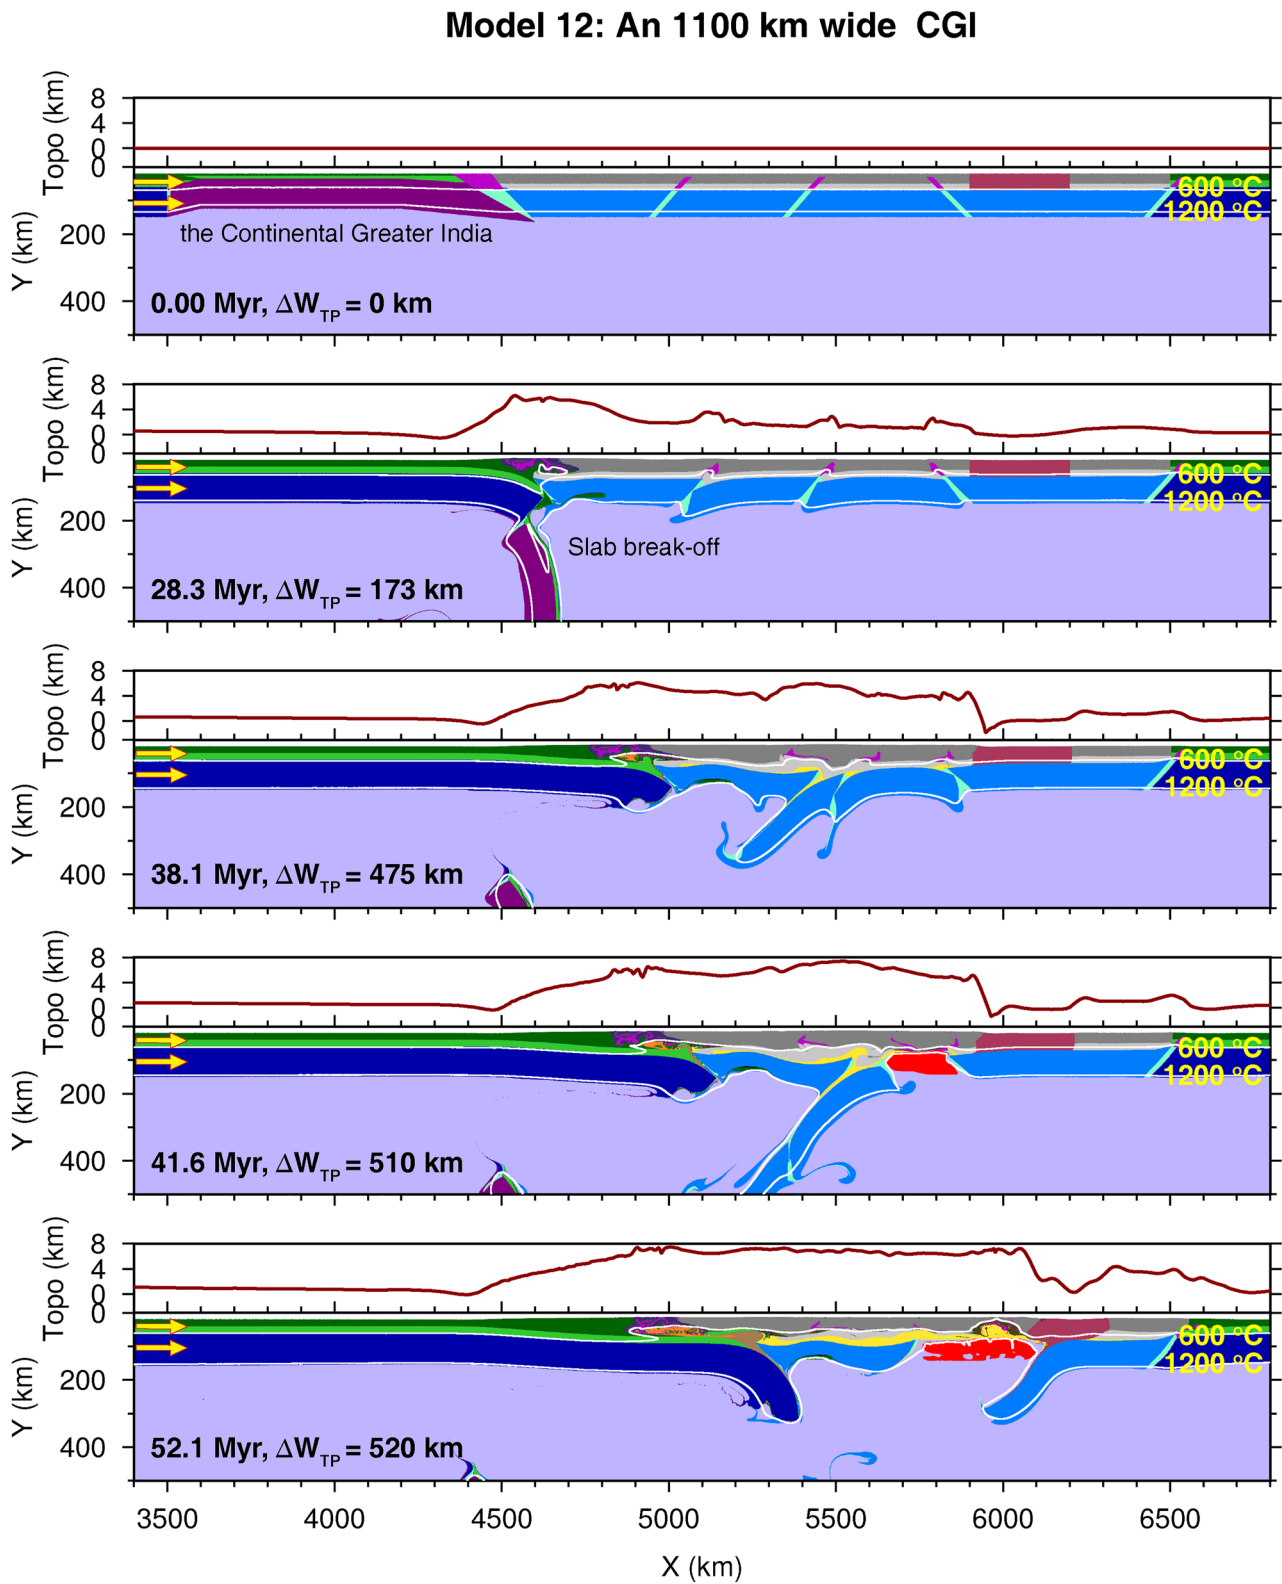 Model 12: An 1100 km wide CGI
Topo (km)
8
4
0
0
Y (km)
200
400
600 °C
1200 °C
the Continental Greater India
0.00 Myr, ΔW_TP = 0 km
Topo (km)
8
4
0
0
Y (km)
200
400
600 °C
1200 °C
Slab break-off
28.3 Myr, ΔW_TP = 173 km
Topo (km)
8
4
0
0
Y (km)
200
400
600 °C
1200 °C
38.1 Myr, ΔW_TP = 475 km
Topo (km)
8
4
0
0
Y (km)
200
400
600 °C
1200 °C
41.6 Myr, ΔW_TP = 510 km
Topo (km)
8
4
0
0
Y (km)
200
400
600 °C
1200 °C
52.1 Myr, ΔW_TP = 520 km
3500 4000 4500 5000 5500 6000 6500
X (km)